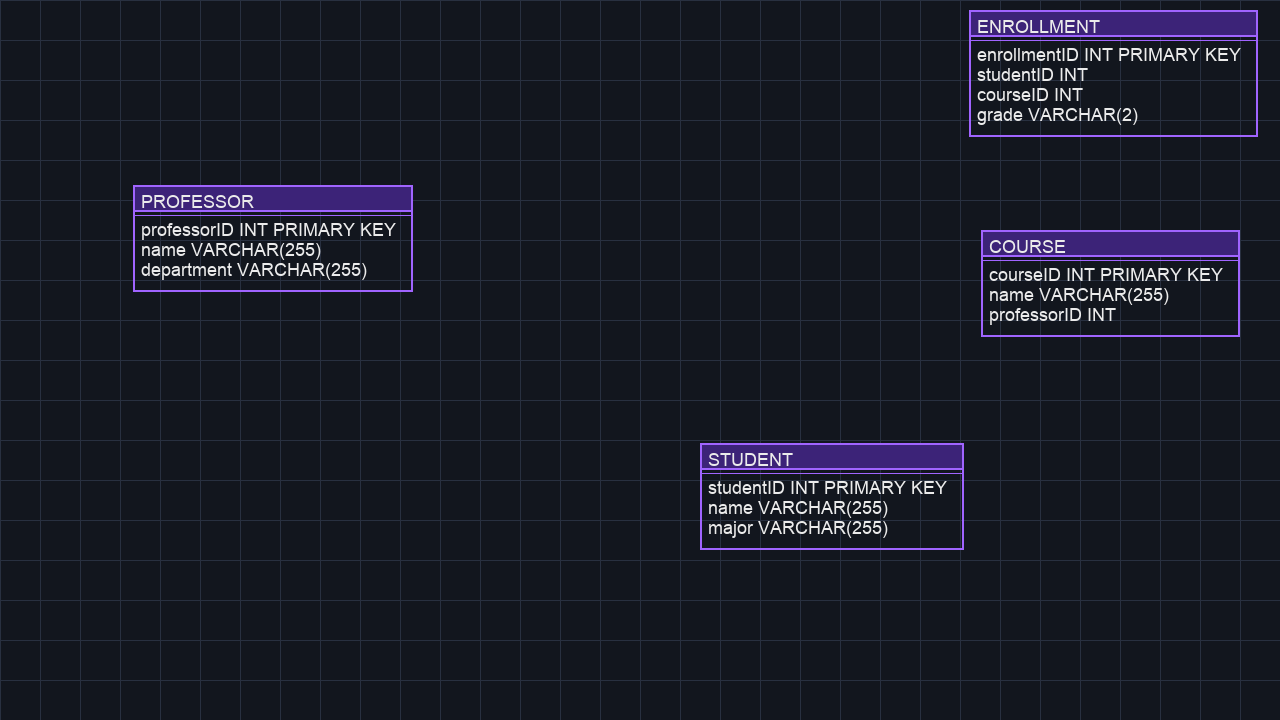 ENROLLMENT
enrollmentID INT PRIMARY KEY
studentID INT
courseID INT
grade VARCHAR(2)
PROFESSOR
professorID INT PRIMARY KEY
name VARCHAR(255)
department VARCHAR(255)
COURSE
courseID INT PRIMARY KEY
name VARCHAR(255)
professorID INT
STUDENT
studentID INT PRIMARY KEY
name VARCHAR(255)
major VARCHAR(255)